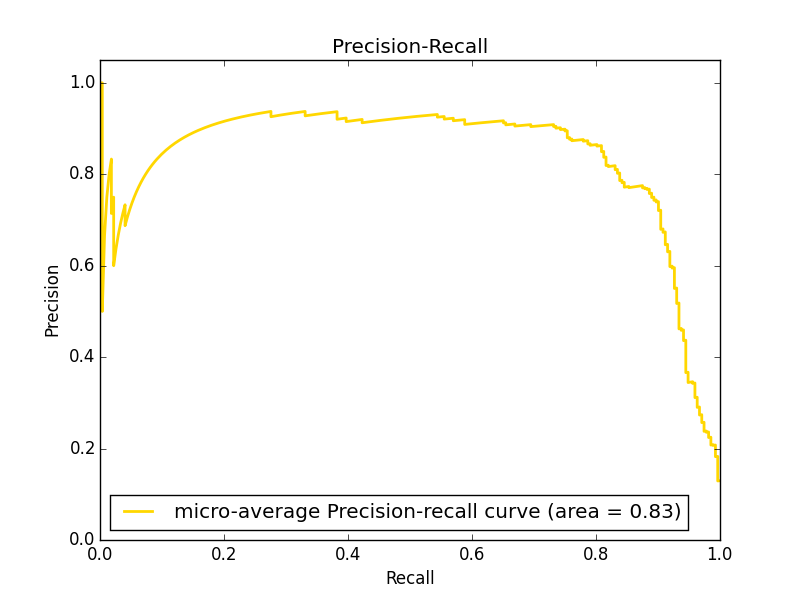 Precision-Recall
1.0
0.8
0.6
0.4
0.2
0.0
Precision
micro-average Precision-recall curve (area = 0.83)
0.0 0.2 0.4 0.6 0.8 1.0
Recall